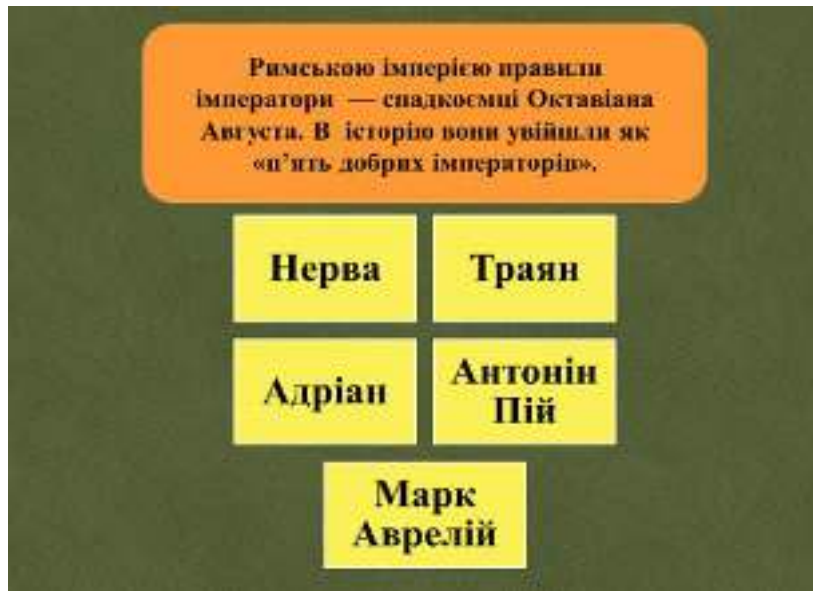 Римською імперією правили
імператори — спадкоємці Октавіана
Августа. В історію вони увійшли як
«п’ять добрих імператорів».
Нерва
Траян
Адріан
Антонін
Пій
Марк
Аврелій